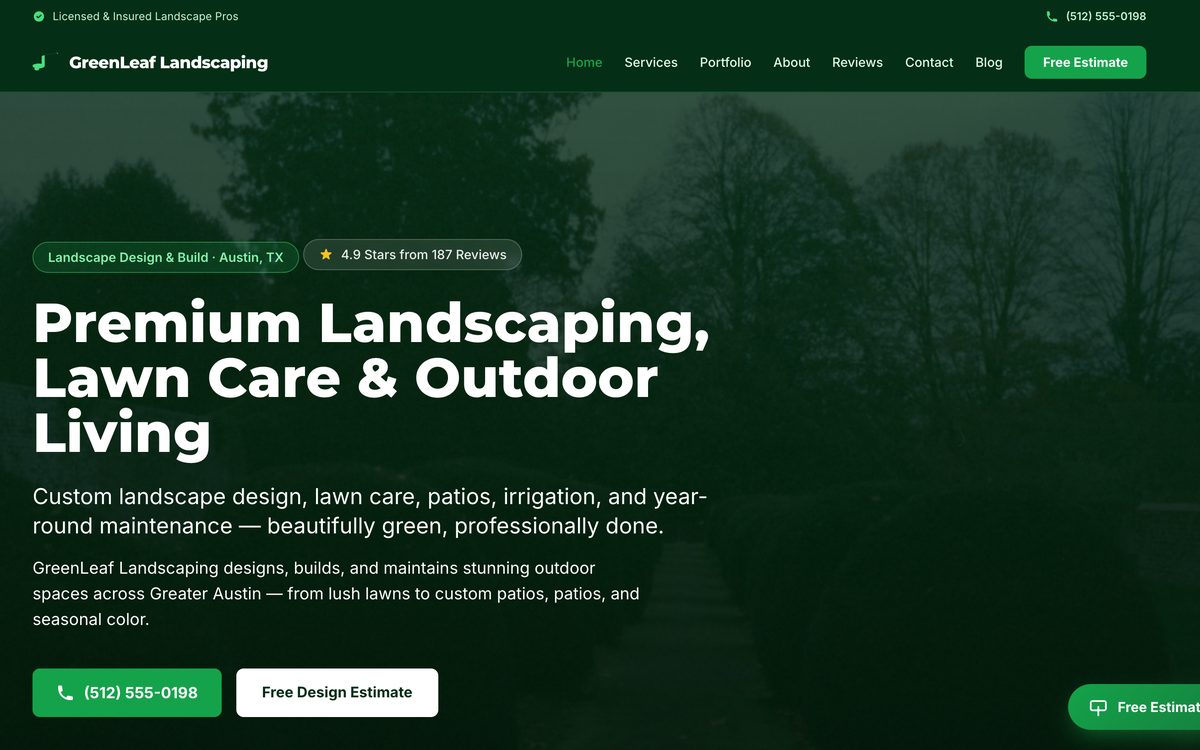 Licensed & Insured Landscape Pros
(512) 555-0198
GreenLeaf Landscaping
Home
Services
Portfolio
About
Reviews
Contact
Blog
Free Estimate
Landscape Design & Build · Austin, TX
4.9 Stars from 187 Reviews
Premium Landscaping,
Lawn Care & Outdoor
Living
Custom landscape design, lawn care, patios, irrigation, and year-
round maintenance — beautifully green, professionally done.
GreenLeaf Landscaping designs, builds, and maintains stunning outdoor
spaces across Greater Austin — from lush lawns to custom patios, patios, and
seasonal color.
(512) 555-0198
Free Design Estimate
Free Estimat